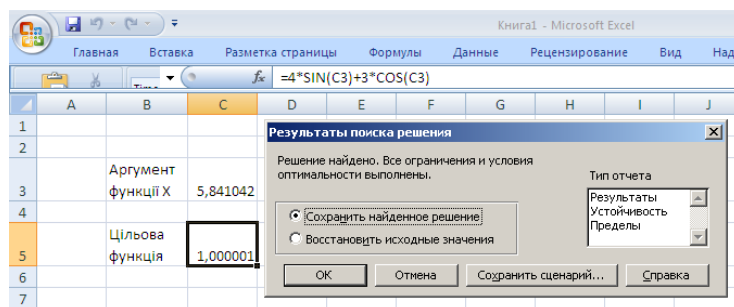 Книга1 - Microsoft Excel
Главная Вставка Разметка страницы Формулы Данные Рецензирование Вид Над
fx =4*SIN(C3)+3*COS(C3)
A B C D E F G H I J
1
2
3 Аргумент функції X 5,841042
4
5 Цільова функція 1,000001
6
7
Результаты поиска решения
Решение найдено. Все ограничения и условия
оптимальности выполнены.
Тип отчета
Результаты
Устойчивость
Пределы
Сохранить найденное решение
Восстановить исходные значения
ОК Отмена Сохранить сценарий... Справка